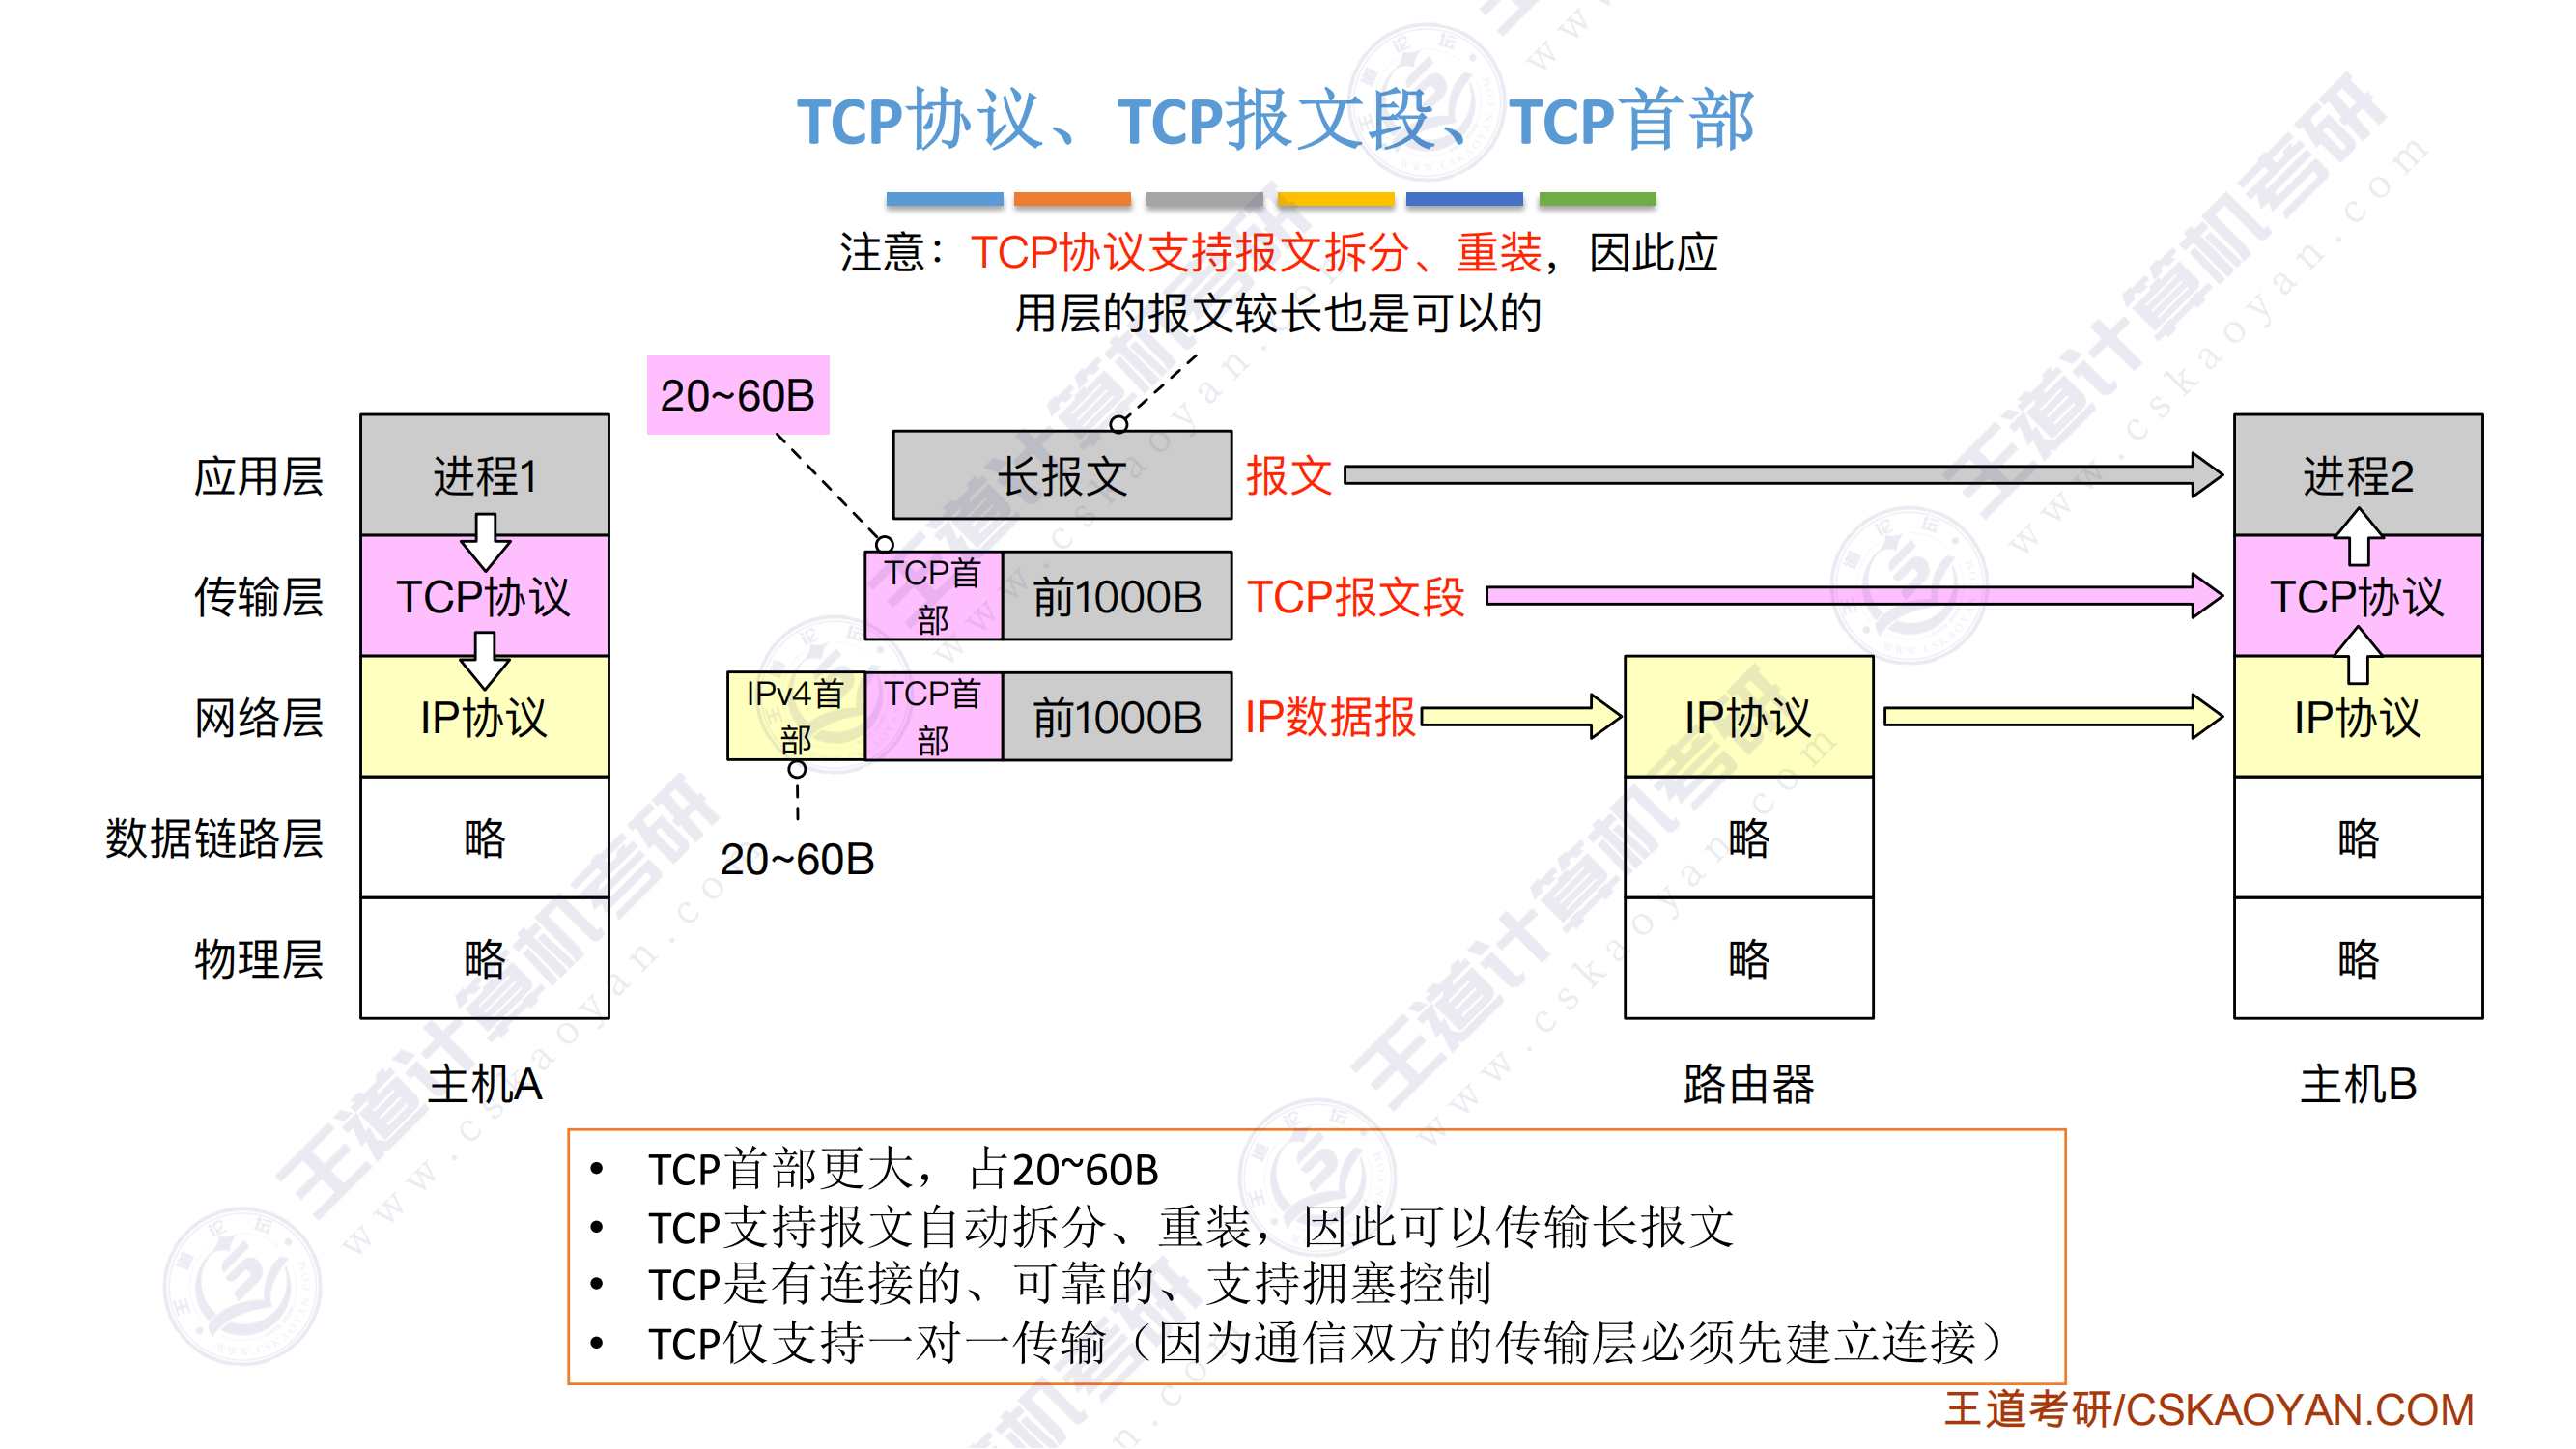 TCP协议、TCP报文段、TCP首部
注意：TCP协议支持报文拆分、重装，因此应
用层的报文较长也是可以的
20~60B
应用层
进程1
长报文
报文
进程2
传输层
TCP协议
TCP首
部
前1000B
TCP报文段
TCP协议
网络层
IP协议
IPv4首
部
TCP首
部
前1000B
IP数据报
IP协议
IP协议
20~60B
数据链路层
略
略
略
物理层
略
略
略
主机A
路由器
主机B
• TCP首部更大，占20~60B
• TCP支持报文自动拆分、重装，因此可以传输长报文
• TCP是有连接的、可靠的、支持拥塞控制
• TCP仅支持一对一传输（因为通信双方的传输层必须先建立连接）
王道考研/CSKAOYAN.COM
王道计算机考研
www.cskaoyan.com